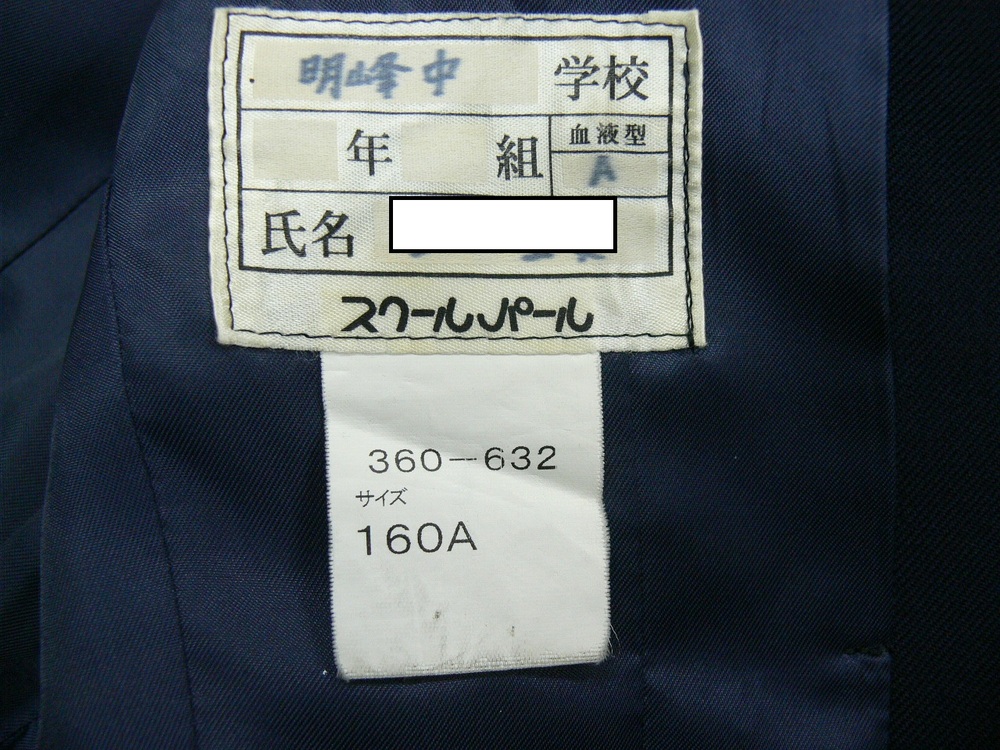 明峰中 学校
年 組 血液型
A
氏名
スクールパール
360-632
サイズ
160A